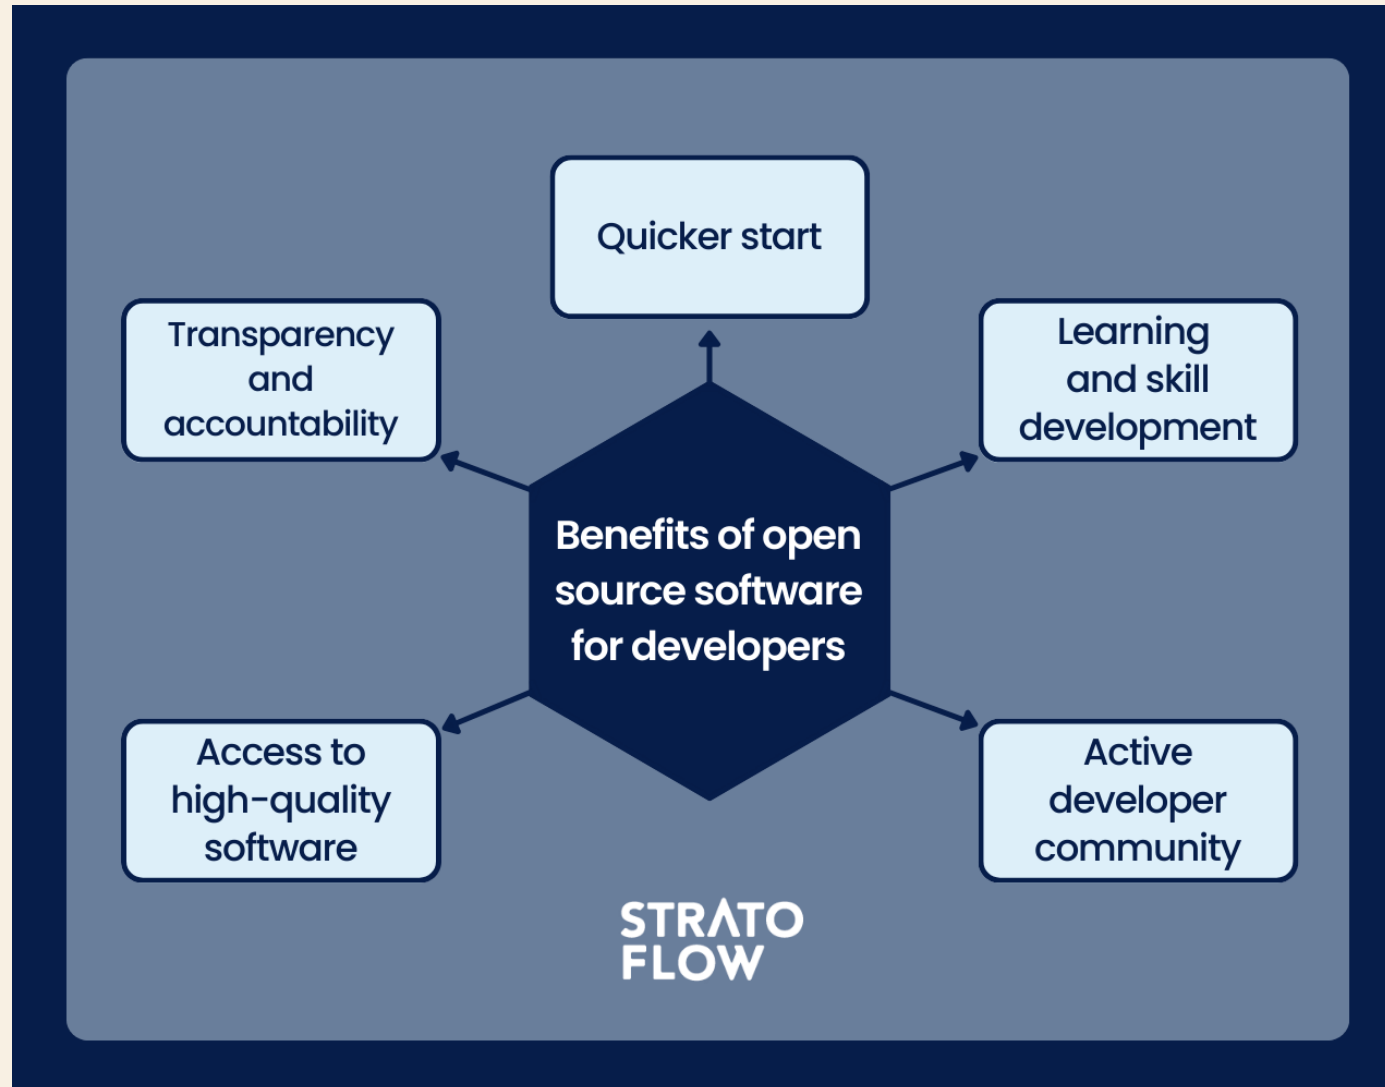 Quicker start
Transparency
and
accountability
Learning
and skill
development
Benefits of open
source software
for developers
Access to
high-quality
software
Active
developer
community
STRATO
FLOW